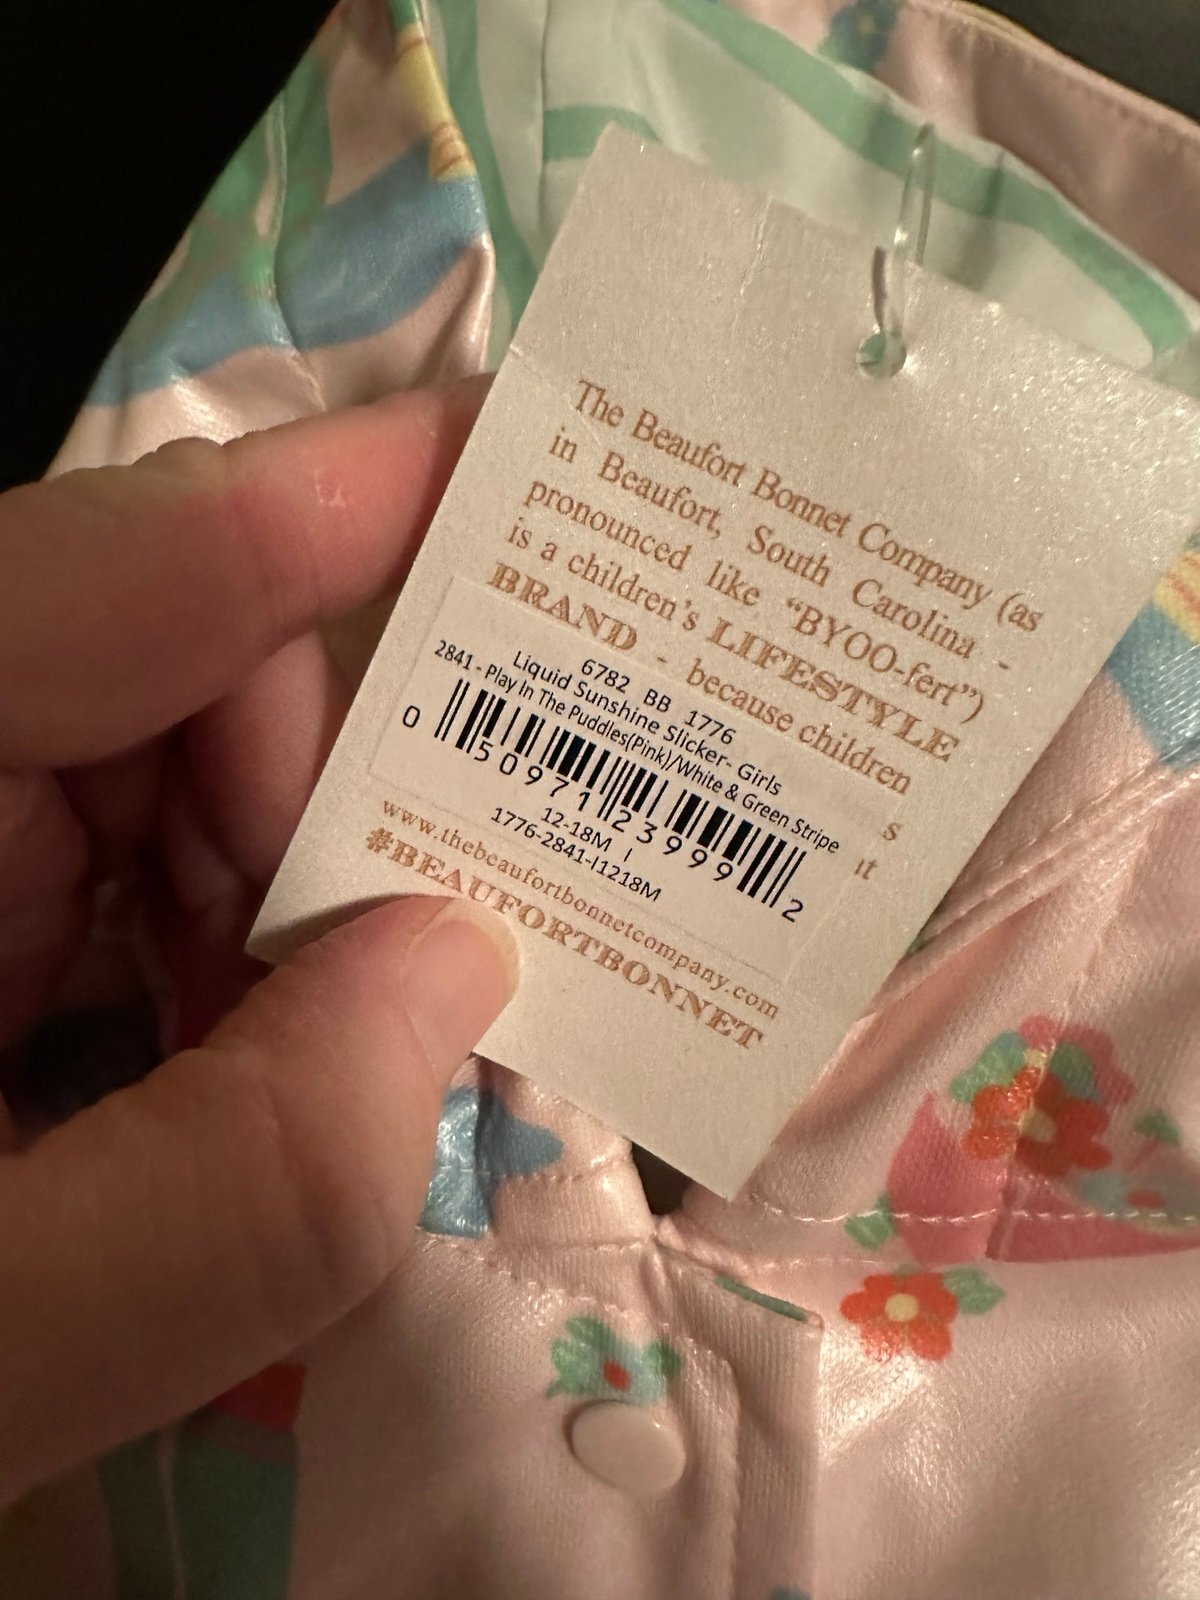 The Beaufort Bonnet Company (as
in Beaufort, South Carolina -
pronounced like “BYOO-fert”)
is a children's LIFESTYLE
BRAND - because children
s
it
6782 BB 1776
Liquid Sunshine Slicker- Girls
2841 - Play In The Puddles(Pink)/White & Green Stripe
0 50971 23999 2
12-18M |
1776-2841-I1218M
www.thebeaufortbonnetcompany.com
#BEAUFORTBONNET